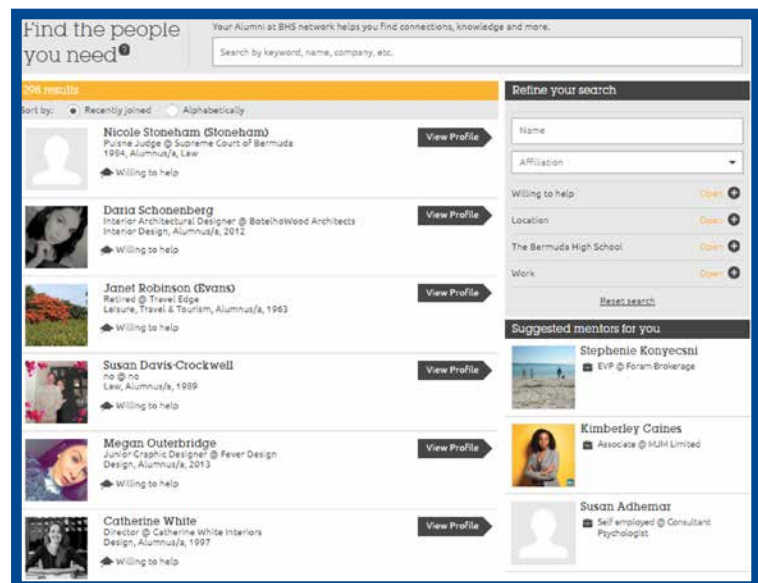 Find the people
you need?
Your Alumni at BHS network helps you find connections, knowledge and more.
Search by keyword, name, company, etc.
298 results
Sort by: Recently joined Alphabetically
Nicole Stoneham (Stoneham)
Puisne Judge @ Supreme Court of Bermuda
1984, Alumnus/a, Law
Willing to help
View Profile
Daria Schonenberg
Interior Architectural Designer @ BotelhoWood Architects
Interior Design, Alumnus/a, 2012
Willing to help
View Profile
Janet Robinson (Evans)
Retired @ Travel Edge
Leisure, Travel & Tourism, Alumnus/a, 1963
Willing to help
View Profile
Susan Davis-Crockwell
no @ no
Law, Alumnus/a, 1989
Willing to help
View Profile
Megan Outerbridge
Junior Graphic Designer @ Fever Design
Design, Alumnus/a, 2013
Willing to help
View Profile
Catherine White
Director @ Catherine White Interiors
Design, Alumnus/a, 1997
Willing to help
View Profile
Refine your search
Name
Affiliation
Willing to help Open
Location Open
The Bermuda High School Open
Work Open
Reset search
Suggested mentors for you
Stephenie Konyecsni
EVP @ Foram Brokerage
Kimberley Caines
Associate @ MJM Limited
Susan Adhemar
Self employed @ Consultant
Psychologist